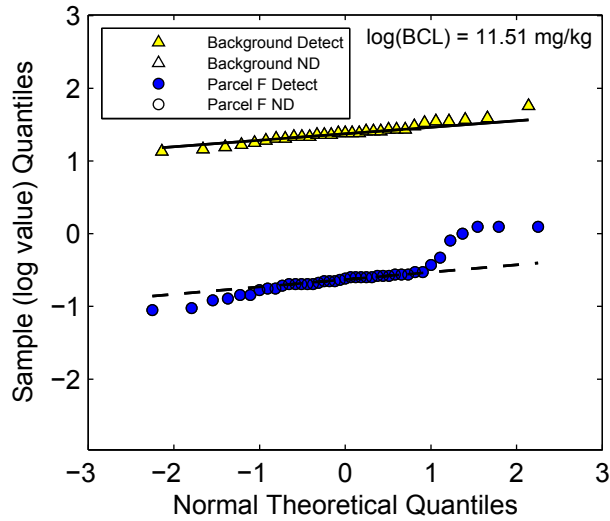 log(BCL) = 11.51 mg/kg
Background Detect
Background ND
Parcel F Detect
Parcel F ND
3
2
1
0
−1
−2
−3 −2 −1 0 1 2 3
Sample (log value) Quantiles
Normal Theoretical Quantiles